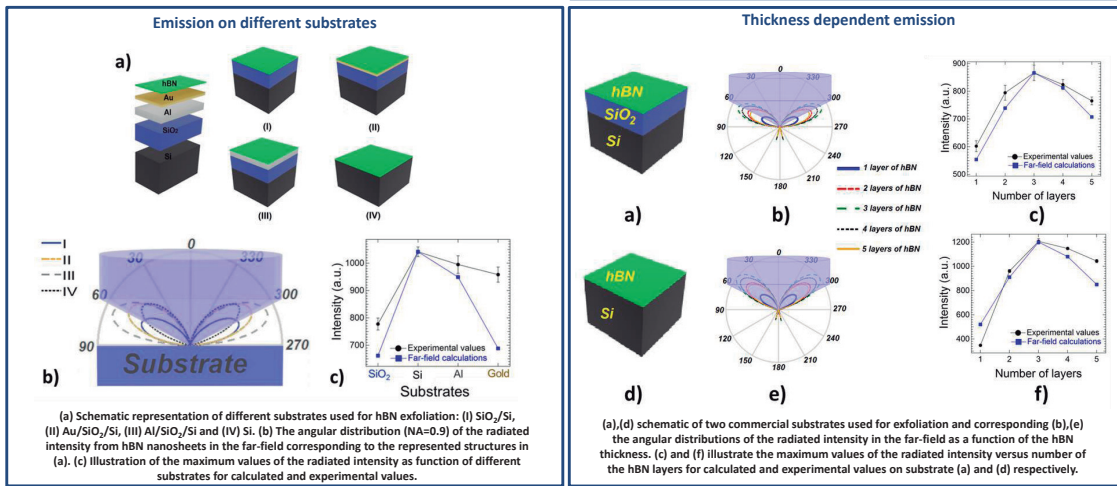 Emission on different substrates
a)
hBN
Au
Al
SiO₂
Si
(I)
(II)
(III)
(IV)
I
II
III
IV
0
30
330
60
300
90
270
Substrate
b)
Intensity (a.u.)
1000
900
800
700
Experimental values
Far-field calculations
SiO₂
Si
Al
Gold
Substrates
c)
(a) Schematic representation of different substrates used for hBN exfoliation: (I) SiO₂/Si,
(II) Au/SiO₂/Si, (III) Al/SiO₂/Si and (IV) Si. (b) The angular distribution (NA=0.9) of the radiated
intensity from hBN nanosheets in the far-field corresponding to the represented structures in
(a). (c) Illustration of the maximum values of the radiated intensity as function of different
substrates for calculated and experimental values.
Thickness dependent emission
hBN
SiO₂
Si
a)
0
30
330
60
300
90
270
120
240
150
210
180
b)
1 layer of hBN
2 layers of hBN
3 layers of hBN
4 layers of hBN
5 layers of hBN
Intensity (a.u.)
900
800
700
600
500
Experimental values
Far-field calculations
1
2
3
4
5
Number of layers
c)
hBN
Si
d)
0
30
330
60
300
90
270
120
240
150
210
180
e)
Intensity (a.u.)
1200
1000
800
600
400
Experimental values
Far-field calculations
1
2
3
4
5
Number of layers
f)
(a),(d) schematic of two commercial substrates used for exfoliation and corresponding (b),(e)
the angular distributions of the radiated intensity in the far-field as a function of the hBN
thickness. (c) and (f) illustrate the maximum values of the radiated intensity versus number of
the hBN layers for calculated and experimental values on substrate (a) and (d) respectively.